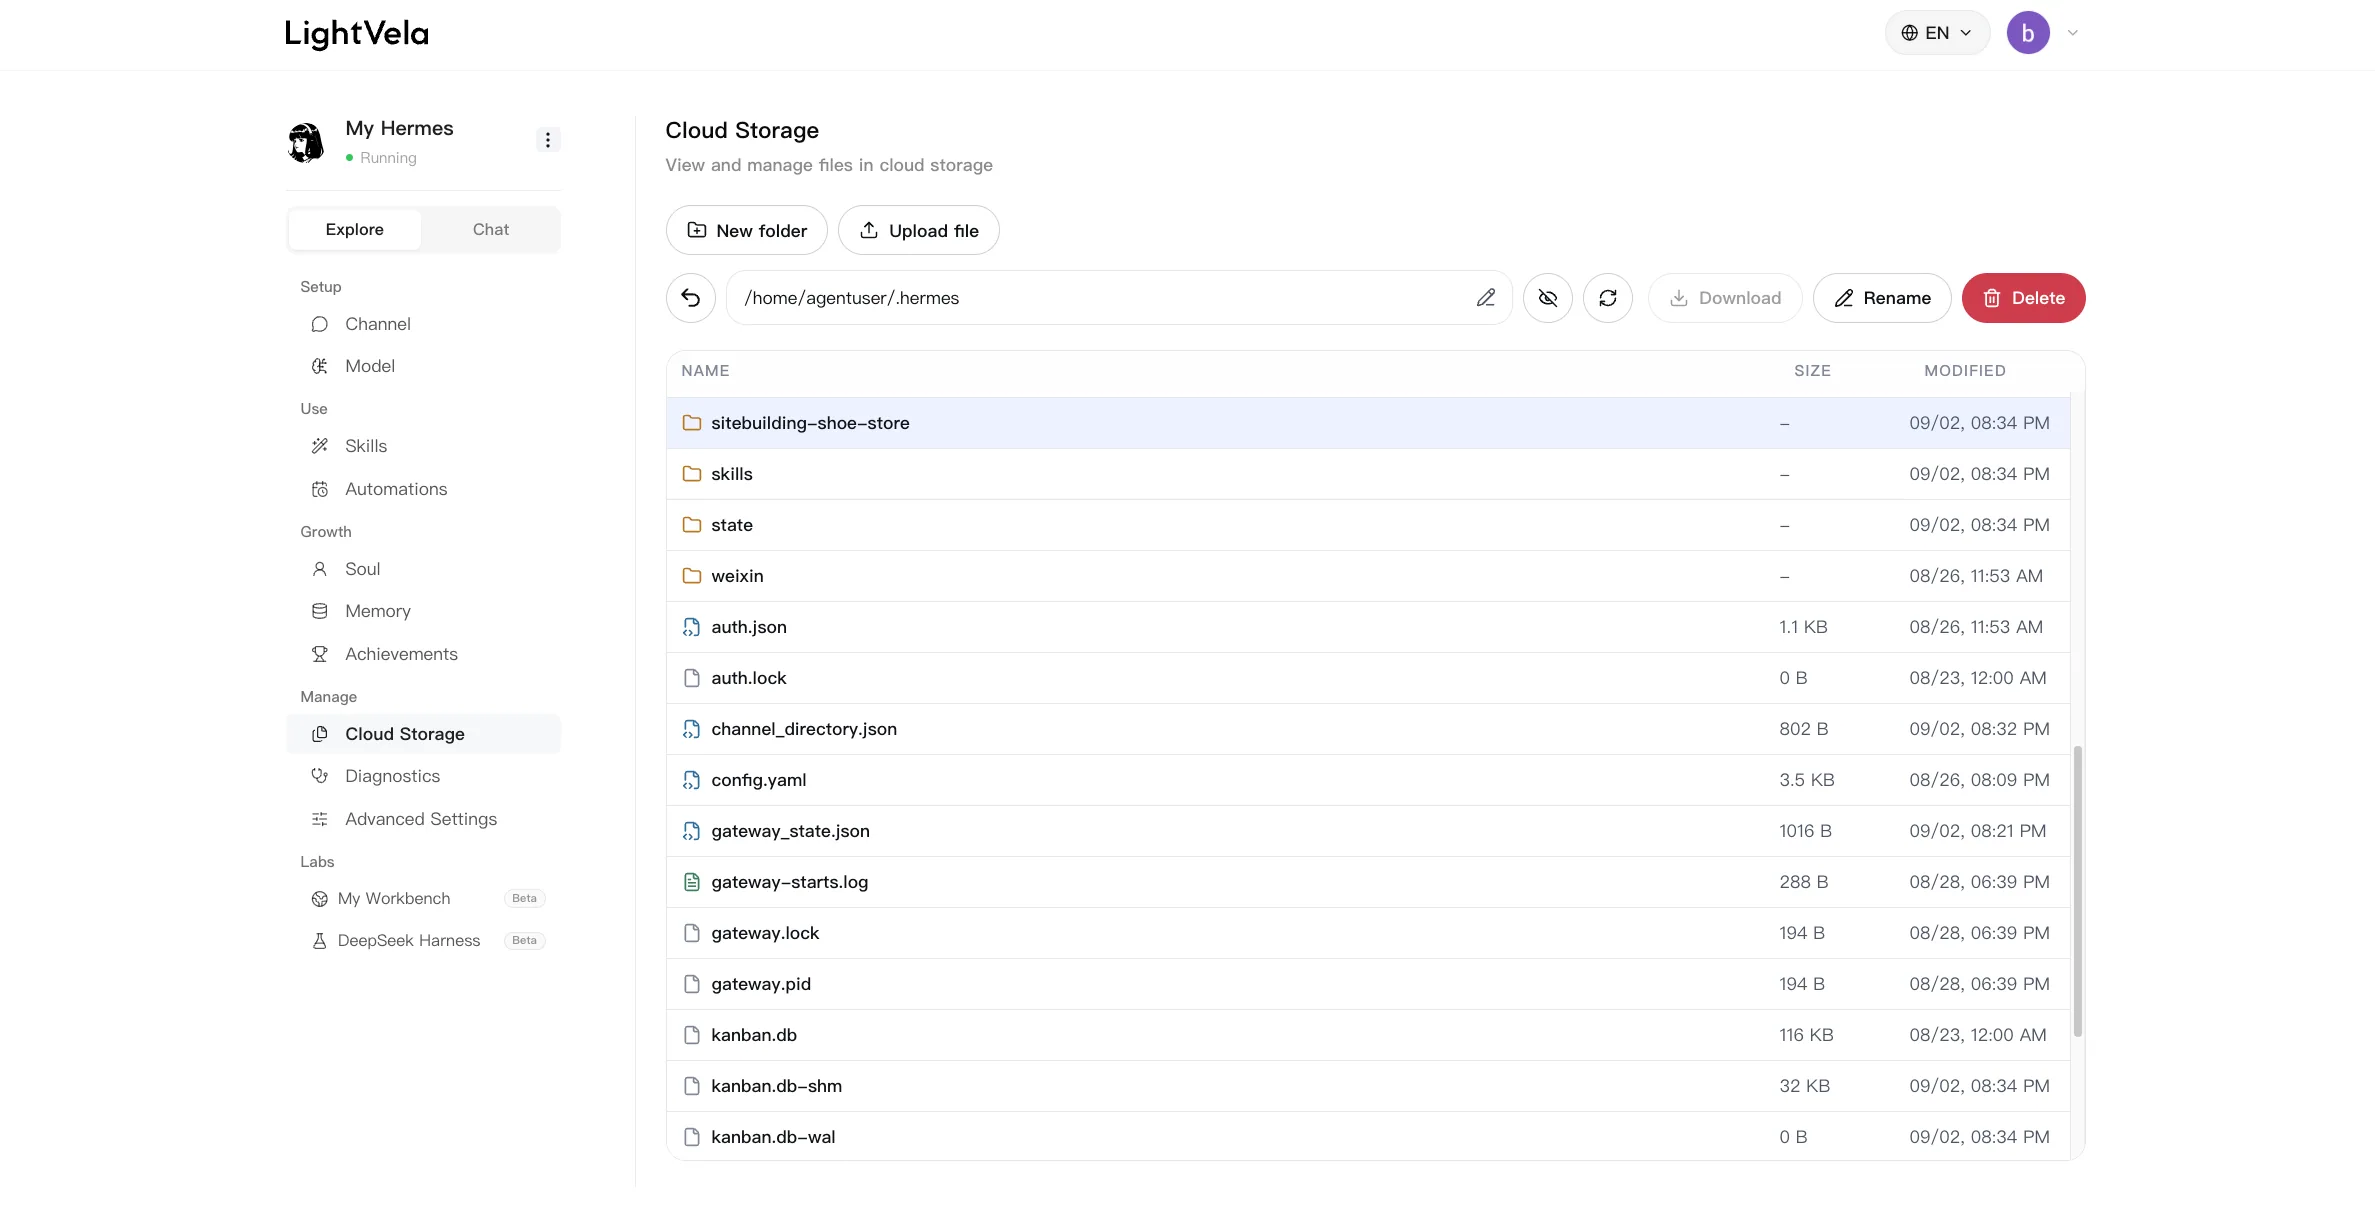 LightVela
EN
b
My Hermes
Running
Explore
Chat
Setup
Channel
Model
Use
Skills
Automations
Growth
Soul
Memory
Achievements
Manage
Cloud Storage
Diagnostics
Advanced Settings
Labs
My Workbench Beta
DeepSeek Harness Beta
Cloud Storage
View and manage files in cloud storage
New folder
Upload file
/home/agentuser/.hermes
Download
Rename
Delete
NAME SIZE MODIFIED
sitebuilding-shoe-store – 09/02, 08:34 PM
skills – 09/02, 08:34 PM
state – 09/02, 08:34 PM
weixin – 08/26, 11:53 AM
auth.json 1.1 KB 08/26, 11:53 AM
auth.lock 0 B 08/23, 12:00 AM
channel_directory.json 802 B 09/02, 08:32 PM
config.yaml 3.5 KB 08/26, 08:09 PM
gateway_state.json 1016 B 09/02, 08:21 PM
gateway-starts.log 288 B 08/28, 06:39 PM
gateway.lock 194 B 08/28, 06:39 PM
gateway.pid 194 B 08/28, 06:39 PM
kanban.db 116 KB 08/23, 12:00 AM
kanban.db-shm 32 KB 09/02, 08:34 PM
kanban.db-wal 0 B 09/02, 08:34 PM